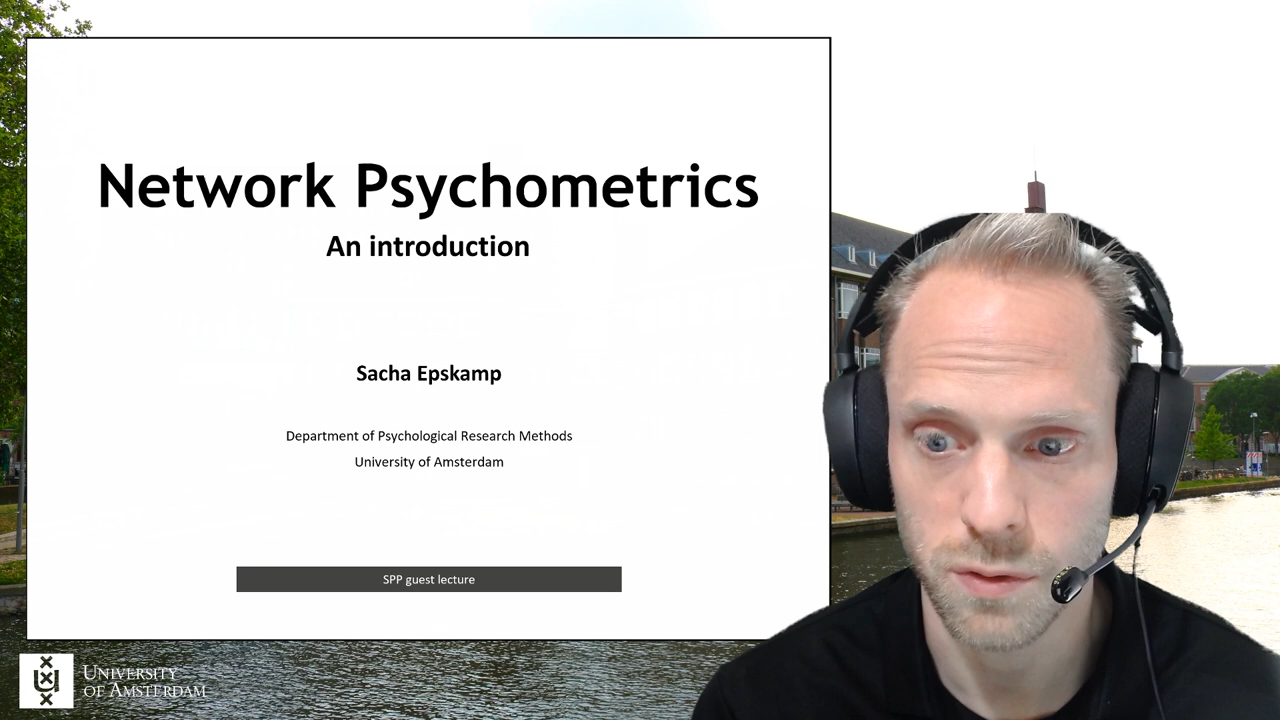 Network Psychometrics
An introduction
Sacha Epskamp
Department of Psychological Research Methods
University of Amsterdam
SPP guest lecture
UNIVERSITY
OF AMSTERDAM